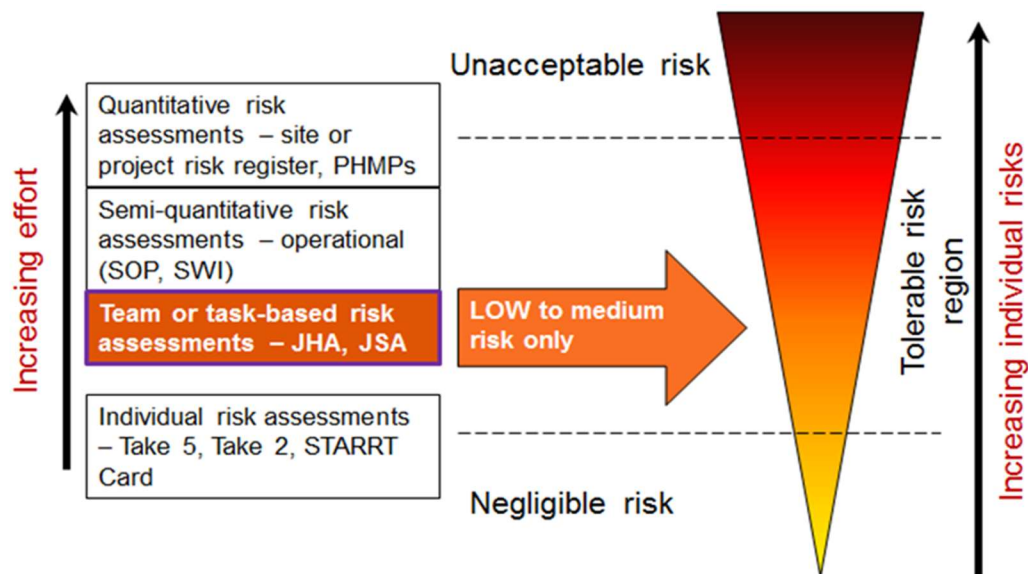 Increasing effort
Quantitative risk
assessments – site or
project risk register, PHMPs
Semi-quantitative risk
assessments – operational
(SOP, SWI)
Team or task-based risk
assessments – JHA, JSA
Individual risk assessments
– Take 5, Take 2, STARRT
Card
LOW to medium
risk only
Unacceptable risk
Tolerable risk
region
Negligible risk
Increasing individual risks